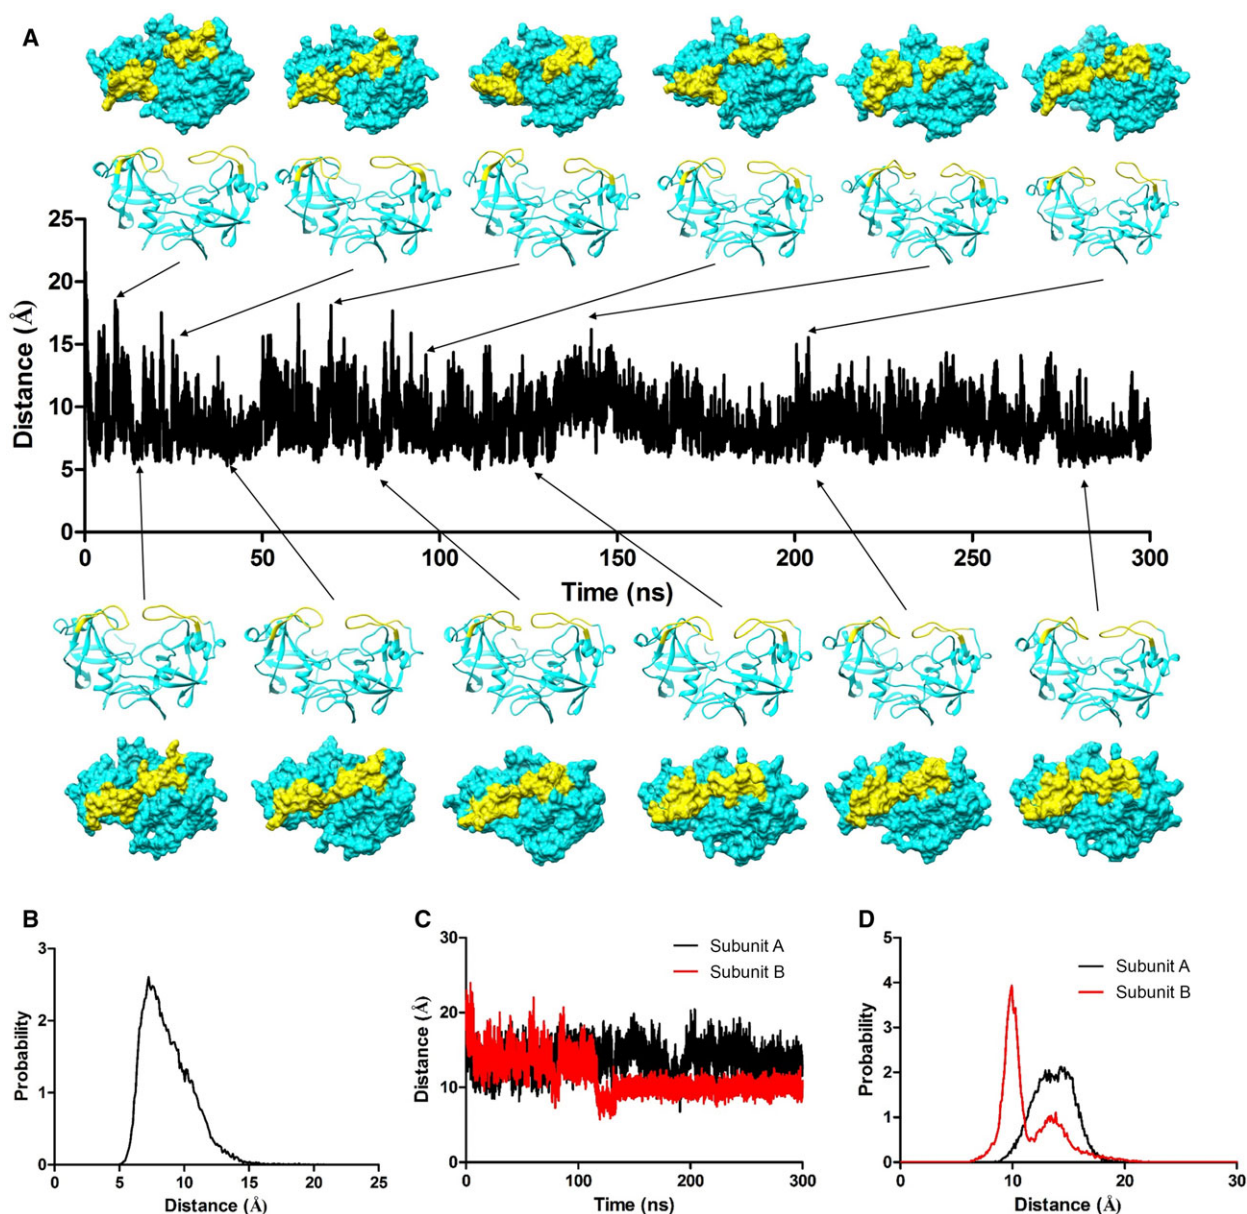 A
25
20
15
10
5
0
Distance (Å)
0 50 100 150 200 250 300
Time (ns)
B
3
2
1
0
Probability
0 5 10 15 20 25
Distance (Å)
C
30
20
10
0
Distance (Å)
Subunit A
Subunit B
0 100 200 300
Time (ns)
D
5
4
3
2
1
0
Probability
Subunit A
Subunit B
0 10 20 30
Distance (Å)